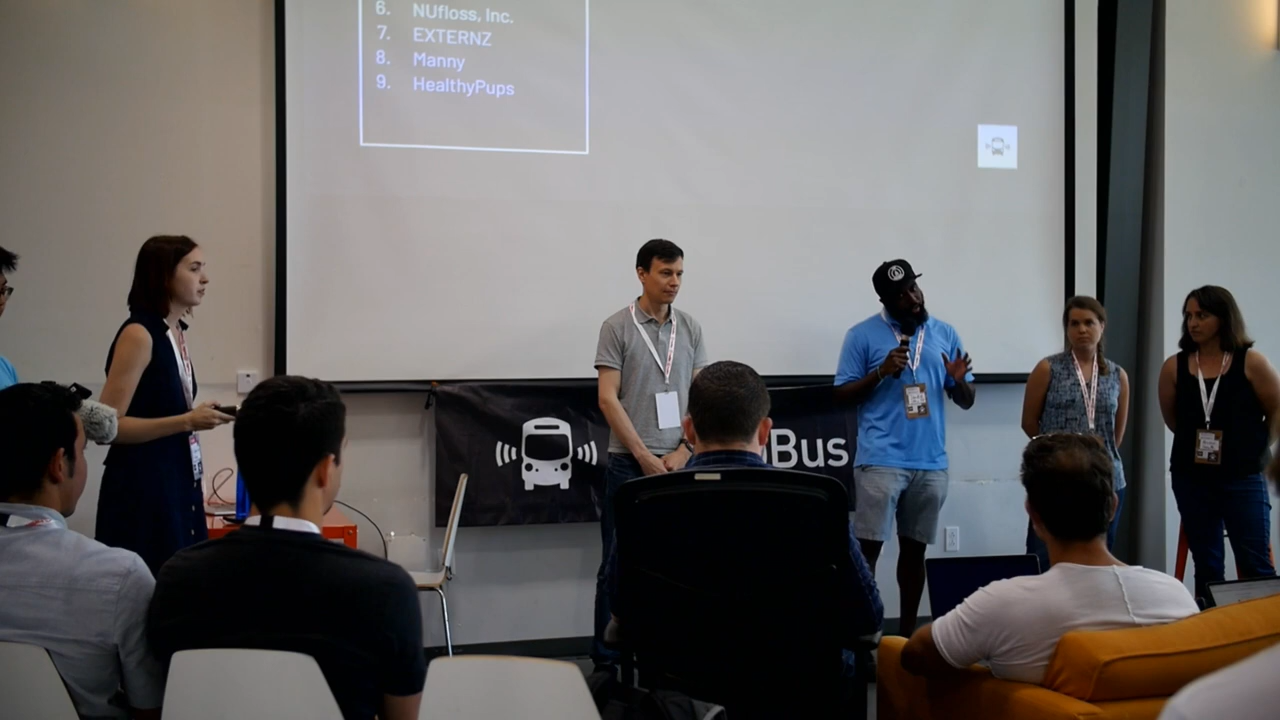 6. NUfloss, Inc.
7. EXTERNZ
8. Manny
9. HealthyPups
Bus